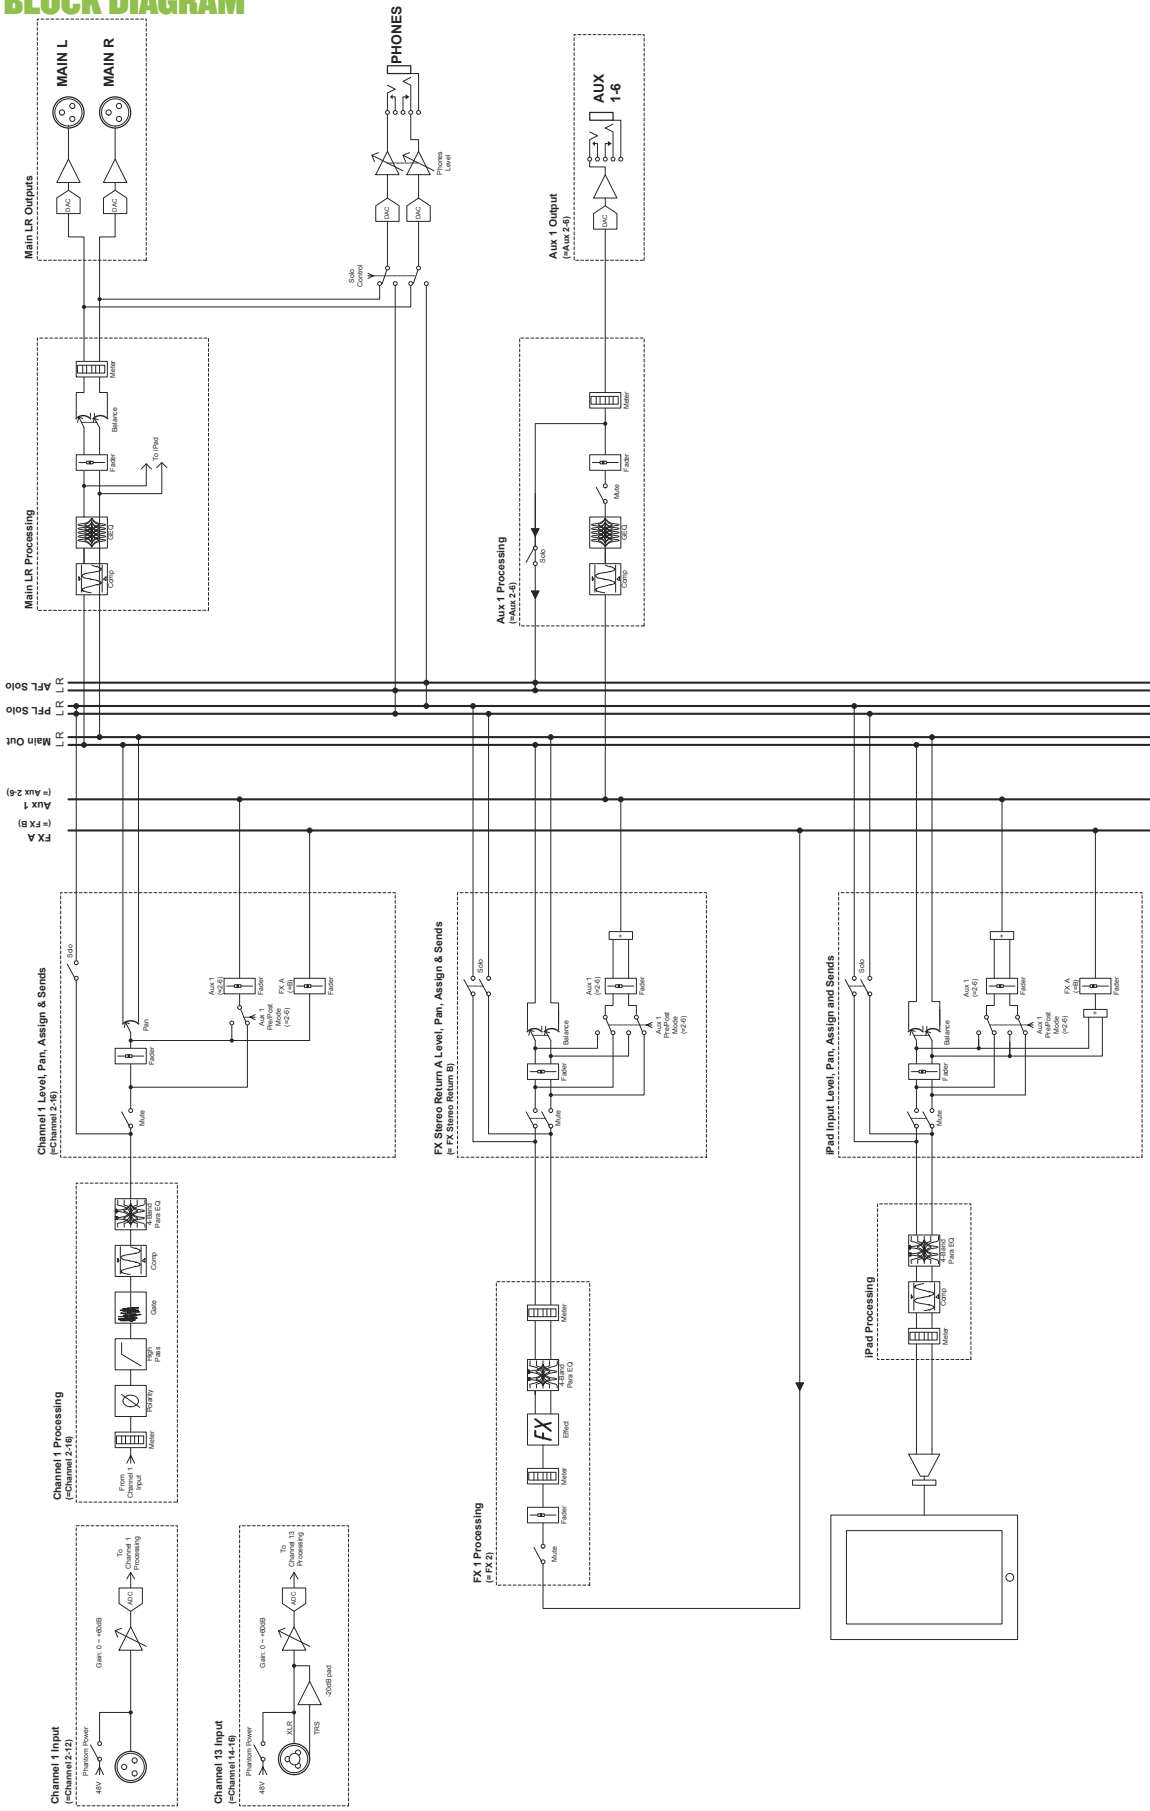 BLOCK DIAGRAM
Channel 1 Input
(=Channel 2-12)
Phantom Power
48V
Gain: 0 ~ +60dB
ADC
To
Channel 1
Processing
Channel 13 Input
(=Channel 14-16)
Phantom Power
48V
XLR
TRS
-20dB pad
Gain: 0 ~ +60dB
ADC
To
Channel 13
Processing
Channel 1 Processing
(=Channel 2-16)
From
Channel 1
Input
Meter
Polarity
High
Pass
Gate
Comp
4-Band
Para EQ
Channel 1 Level, Pan, Assign & Sends
(=Channel 2-16)
Mute
Fader
Pan
Solo
Aux 1
Pre/Post
Mode
(=2-6)
Aux 1
(=2-6)
Fader
FX A
(=B)
Fader
FX 1 Processing
(= FX 2)
Mute
Fader
Meter
FX
Effect
4-Band
Para EQ
Meter
FX Stereo Return A Level, Pan, Assign & Sends
(= FX Stereo Return B)
Mute
Fader
Balance
Solo
Aux 1
Pre/Post
Mode
(=2-6)
Aux 1
(=2-6)
Fader
+
iPad Processing
Meter
Comp
4-Band
Para EQ
iPad Input Level, Pan, Assign and Sends
Mute
Fader
Balance
Solo
Aux 1
Pre/Post
Mode
(=2-6)
Aux 1
(=2-6)
Fader
+
FX A
(=B)
Fader
+
FX A
(= FX B)
Aux 1
(= Aux 2-6)
Main Out
L R
PFL Solo
L R
AFL Solo
L R
Main LR Processing
Comp
GEQ
Fader
To iPad
Balance
Meter
Main LR Outputs
DAC
DAC
MAIN L
MAIN R
Solo
Control
DAC
DAC
Phones
Level
PHONES
Aux 1 Processing
(=Aux 2-6)
Solo
Comp
GEQ
Mute
Fader
Meter
Aux 1 Output
(=Aux 2-6)
DAC
AUX
1-6